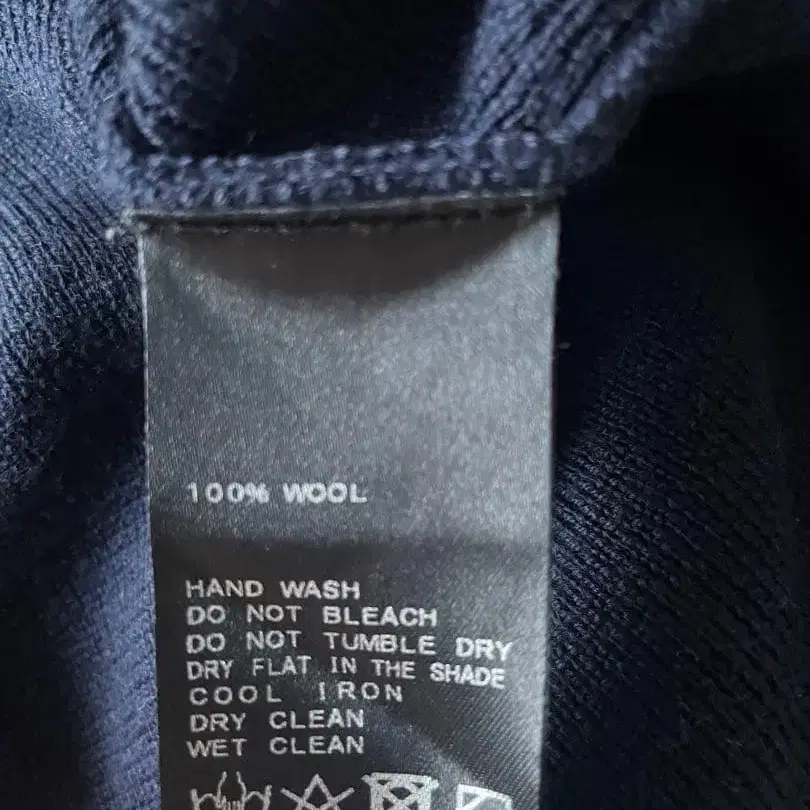 100% WOOL
HAND WASH
DO NOT BLEACH
DO NOT TUMBLE DRY
DRY FLAT IN THE SHADE
COOL IRON
DRY CLEAN
WET CLEAN